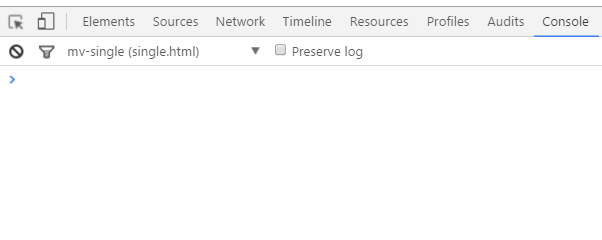 Elements Sources Network Timeline Resources Profiles Audits Console
mv-single (single.html) Preserve log